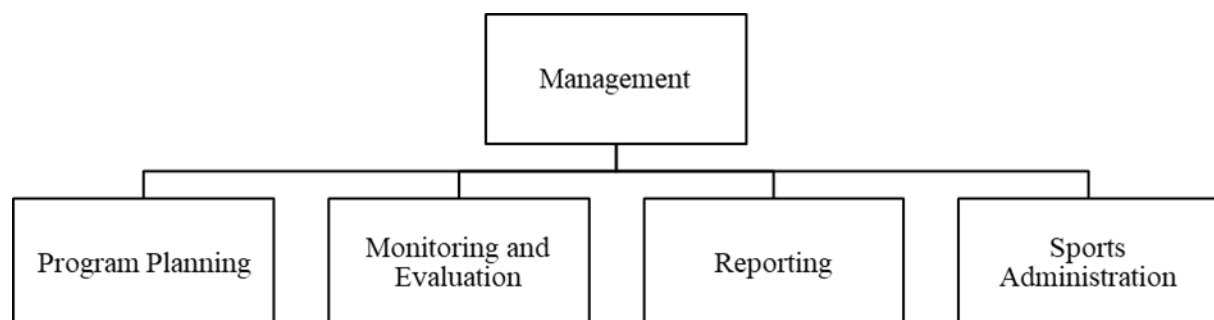 Management
Program Planning
Monitoring and
Evaluation
Reporting
Sports
Administration